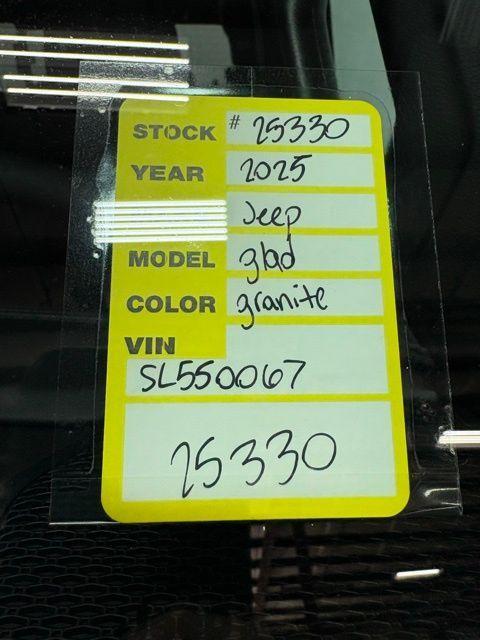 STOCK # 25330
YEAR 2025
Jeep
MODEL glad
COLOR granite
VIN
SL550067
25330